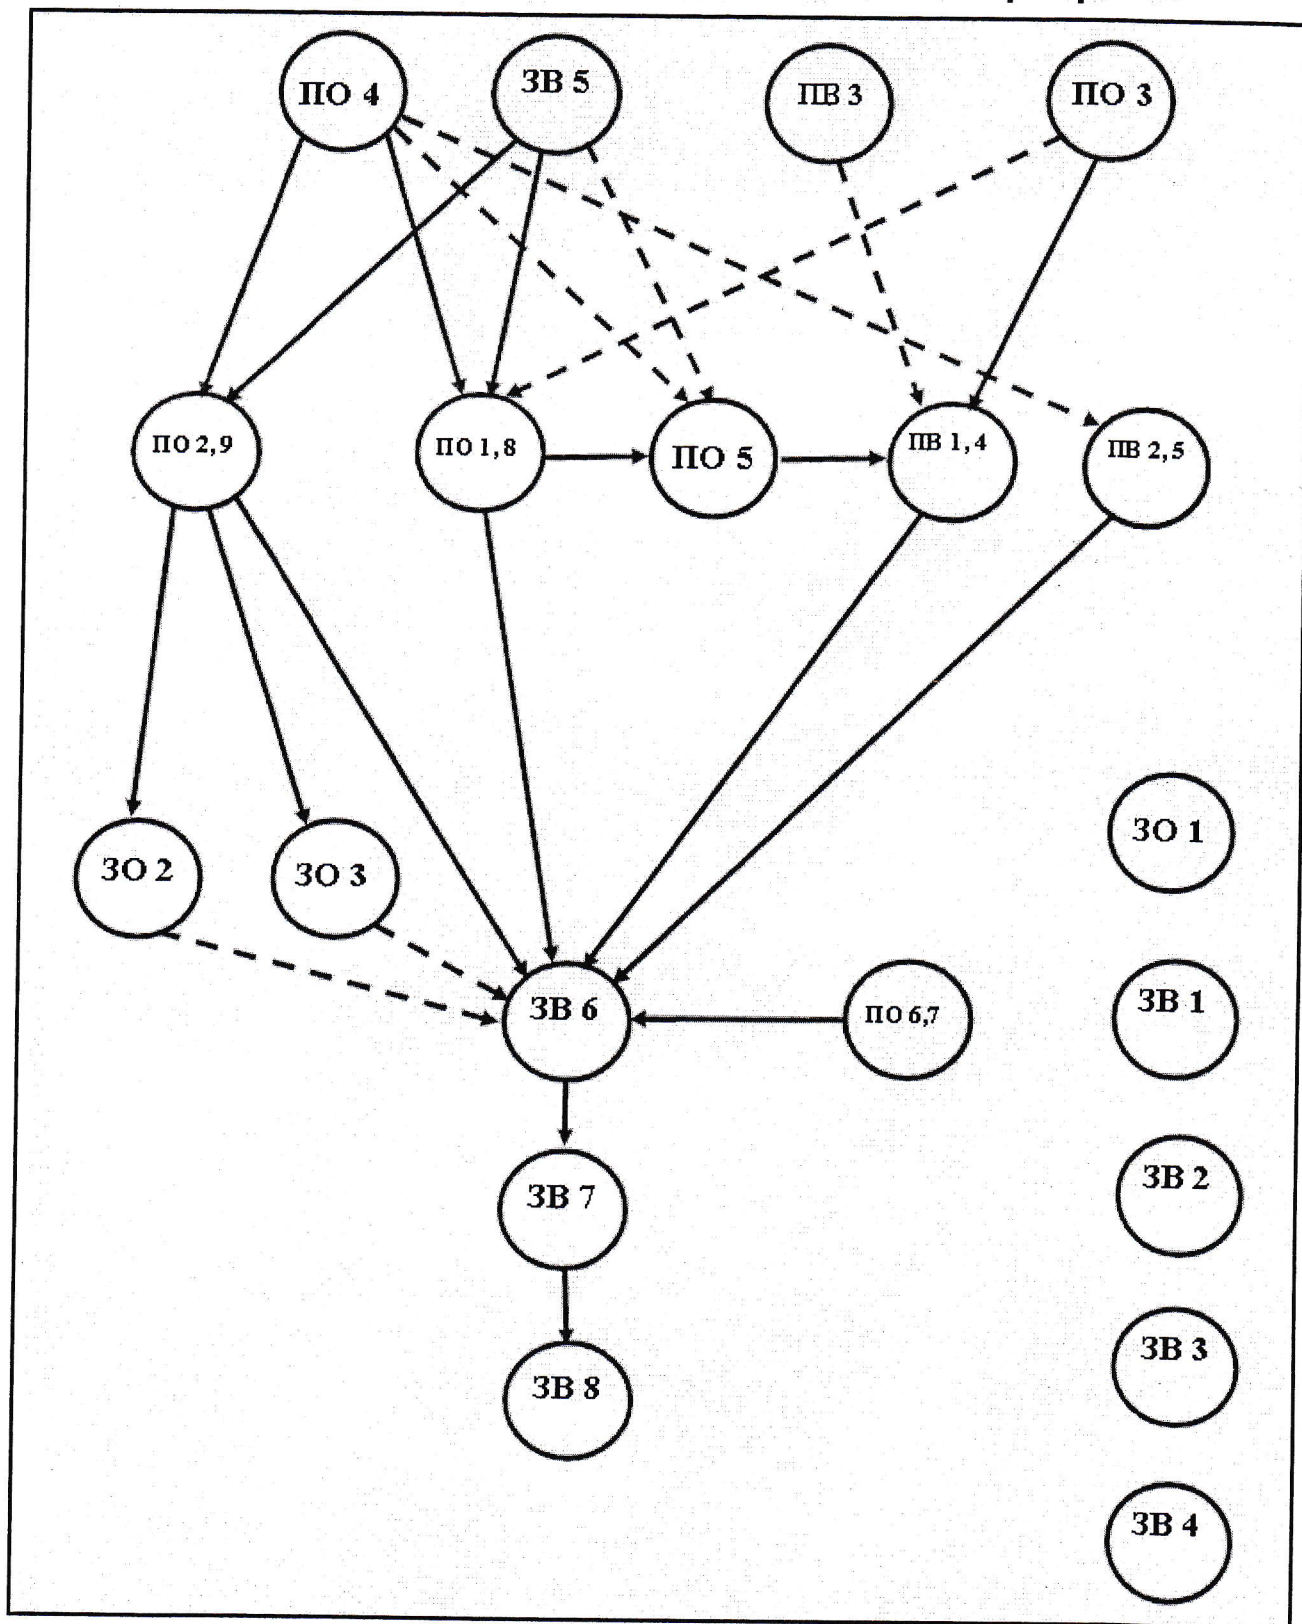 ПО 4
ЗВ 5
ПВ 3
ПО 3
ПО 2, 9
ПО 1, 8
ПО 5
ПВ 1, 4
ПВ 2, 5
ЗО 1
ЗО 2
ЗО 3
ЗВ 6
ПО 6,7
ЗВ 1
ЗВ 7
ЗВ 2
ЗВ 3
ЗВ 8
ЗВ 4